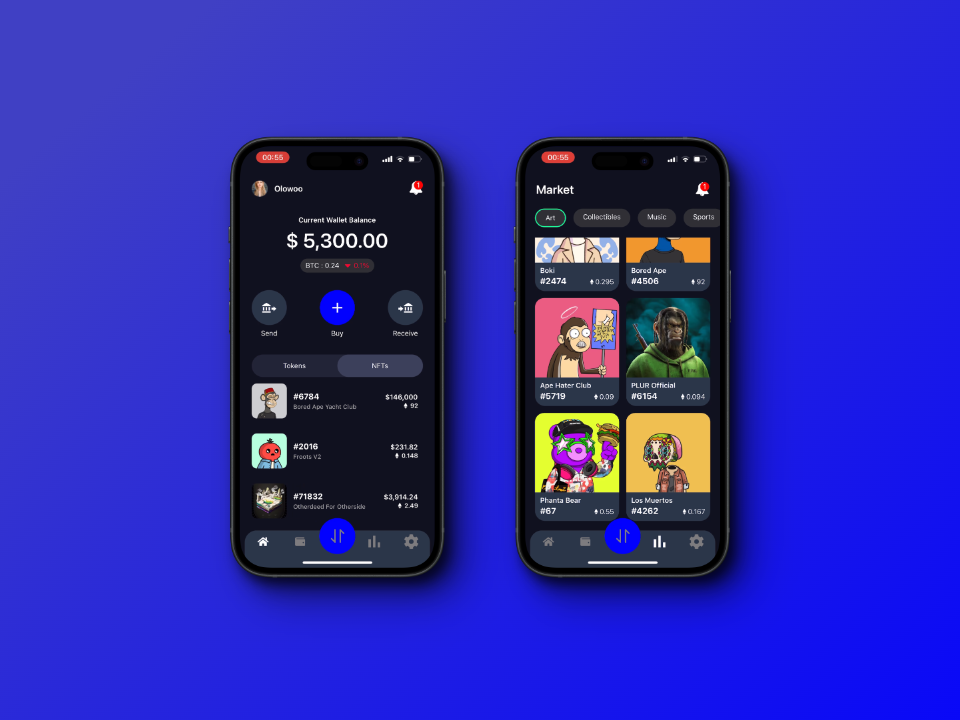 00:55
Olowoo
1
Current Wallet Balance
$ 5,300.00
BTC : 0.24
Send
Buy
Receive
Tokens
NFTs
#6784
$146,000
Bored Ape Yacht Club
92
#2016
$231.82
Froots V2
0.148
#71832
$3,914.24
Otherdeed For Otherside
2.49
00:55
Market
1
Art
Collectibles
Music
Sports
Boki
#2474
0.295
Bored Ape
#4506
92
Ape Hater Club
#5719
0.09
PLUR Official
#6154
0.094
Phanta Bear
#67
0.55
Los Muertos
#4262
0.167